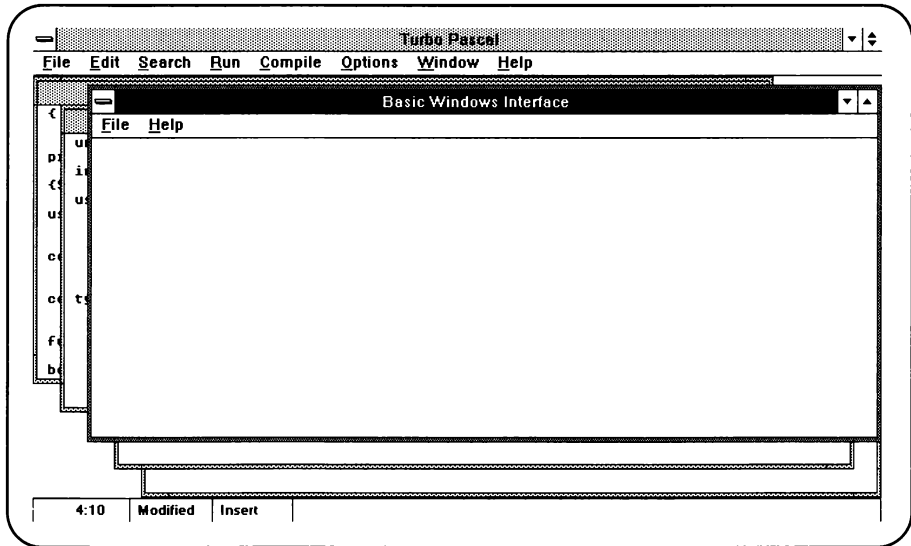 Turbo Pascal
File Edit Search Run Compile Options Window Help
Basic Windows Interface
File Help
{
4:10 Modified Insert